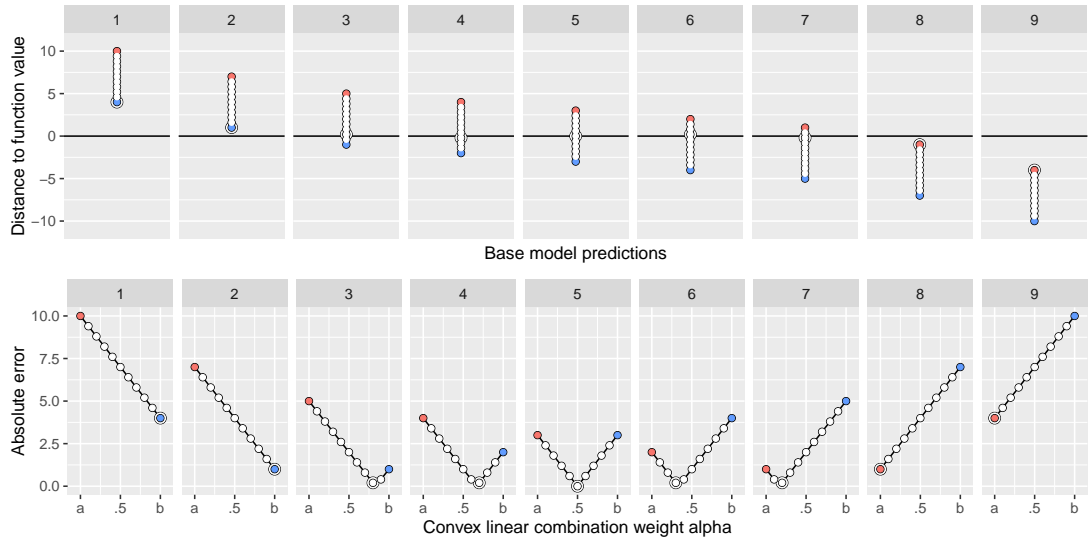 1 2 3 4 5 6 7 8 9
Distance to function value
10
5
0
−5
−10
Base model predictions
1 2 3 4 5 6 7 8 9
Absolute error
10.0
7.5
5.0
2.5
0.0
a .5 b a .5 b a .5 b a .5 b a .5 b a .5 b a .5 b a .5 b a .5 b
Convex linear combination weight alpha